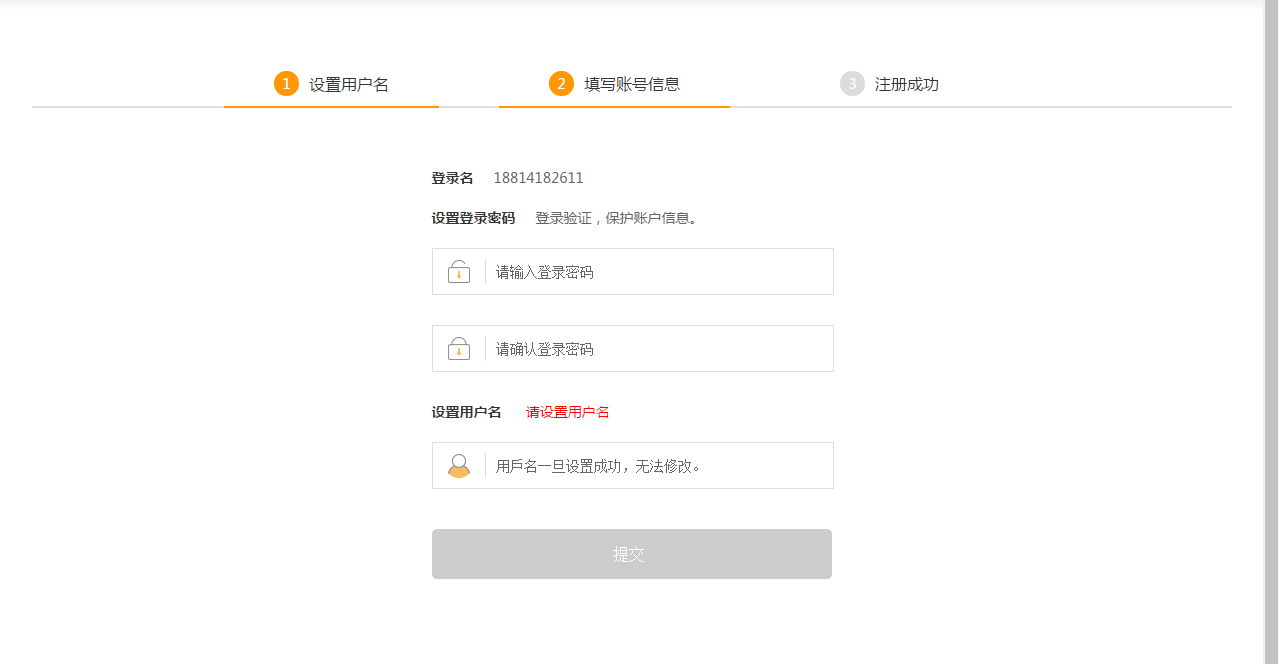 1 设置用户名 2 填写账号信息 3 注册成功
登录名 18814182611
设置登录密码 登录验证，保护账户信息。
请输入登录密码
请确认登录密码
设置用户名 请设置用户名
用戶名一旦设置成功，无法修改。
提交